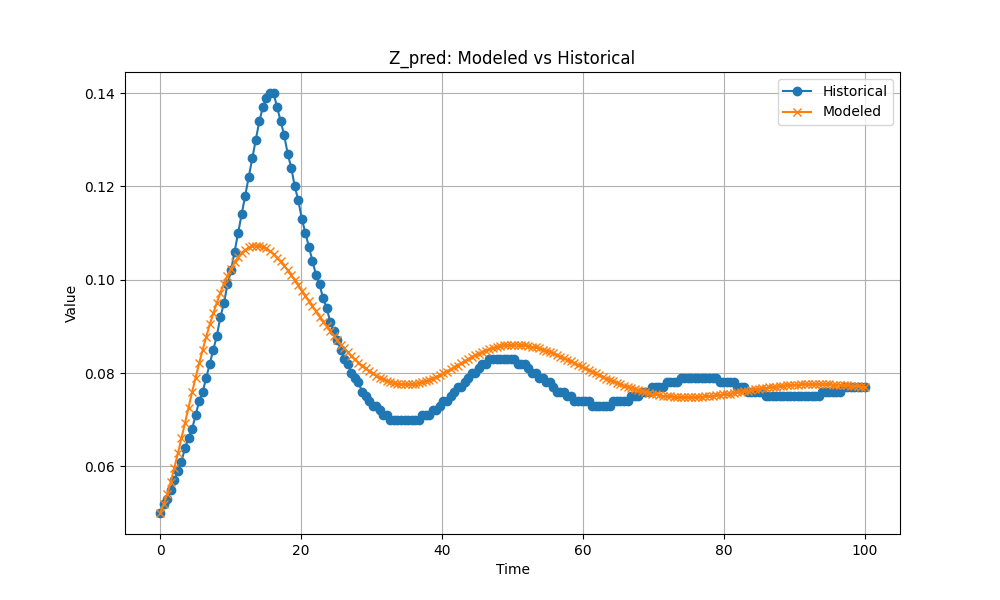 Z_pred: Modeled vs Historical
Historical
Modeled
0.14
0.12
0.10
0.08
0.06
Value
0
20
40
60
80
100
Time